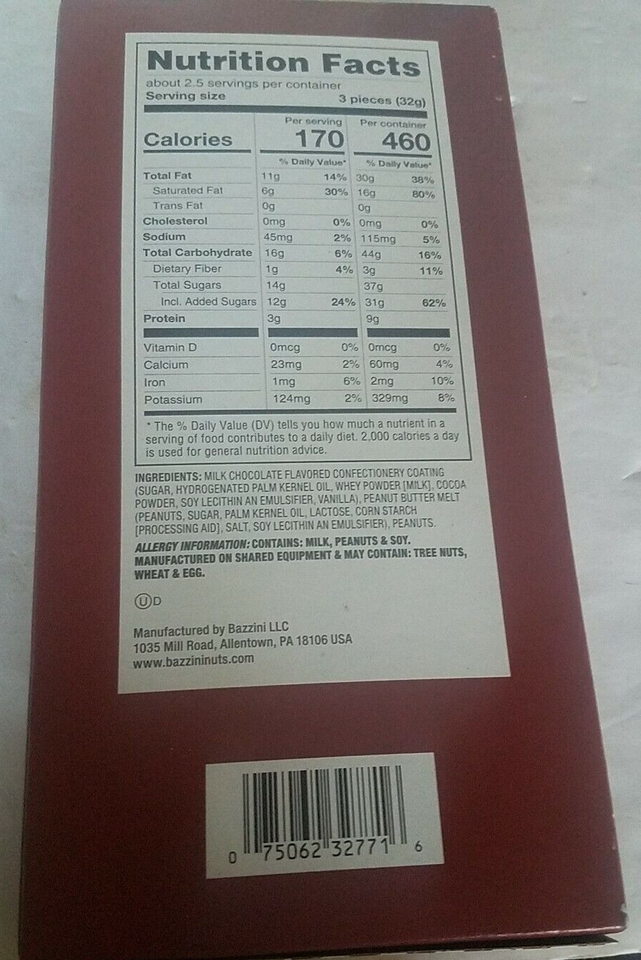 Nutrition Facts
about 2.5 servings per container
Serving size 3 pieces (32g)
Per serving Per container
Calories 170 460
% Daily Value* % Daily Value*
Total Fat 11g 14% 30g 38%
Saturated Fat 6g 30% 16g 80%
Trans Fat 0g 0g
Cholesterol 0mg 0% 0mg 0%
Sodium 45mg 2% 115mg 5%
Total Carbohydrate 16g 6% 44g 16%
Dietary Fiber 1g 4% 3g 11%
Total Sugars 14g 37g
Incl. Added Sugars 12g 24% 31g 62%
Protein 3g 9g
Vitamin D 0mcg 0% 0mcg 0%
Calcium 23mg 2% 60mg 4%
Iron 1mg 6% 2mg 10%
Potassium 124mg 2% 329mg 8%
* The % Daily Value (DV) tells you how much a nutrient in a
serving of food contributes to a daily diet. 2,000 calories a day
is used for general nutrition advice.
INGREDIENTS: MILK CHOCOLATE FLAVORED CONFECTIONERY COATING
(SUGAR, HYDROGENATED PALM KERNEL OIL, WHEY POWDER [MILK], COCOA
POWDER, SOY LECITHIN AN EMULSIFIER, VANILLA), PEANUT BUTTER MELT
(PEANUTS, SUGAR, PALM KERNEL OIL, LACTOSE, CORN STARCH
[PROCESSING AID], SALT, SOY LECITHIN AN EMULSIFIER), PEANUTS.
ALLERGY INFORMATION: CONTAINS: MILK, PEANUTS & SOY.
MANUFACTURED ON SHARED EQUIPMENT & MAY CONTAIN: TREE NUTS,
WHEAT & EGG.
Ⓤ D
Manufactured by Bazzini LLC
1035 Mill Road, Allentown, PA 18106 USA
www.bazzininuts.com
0 75062 32771 6